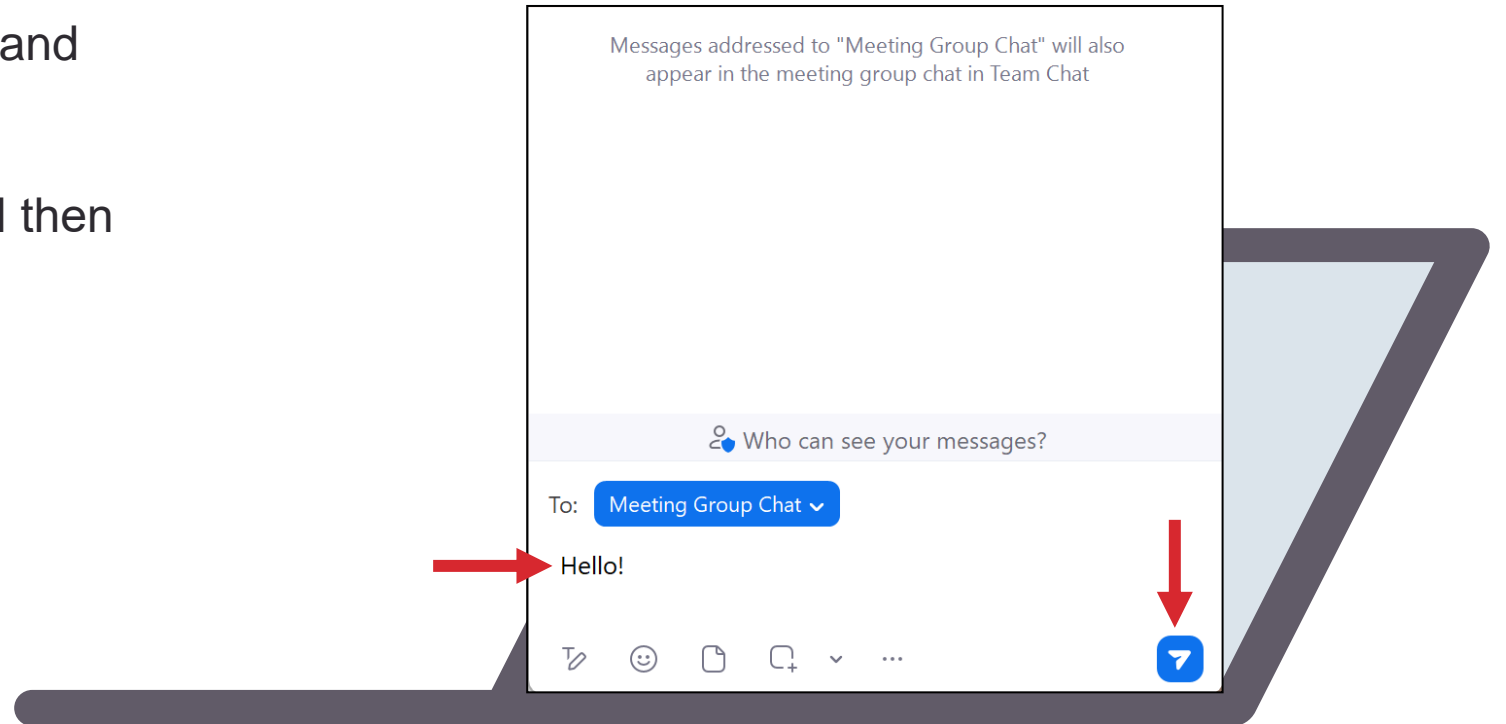 and
then
Messages addressed to "Meeting Group Chat" will also
appear in the meeting group chat in Team Chat
Who can see your messages?
To: Meeting Group Chat
Hello!